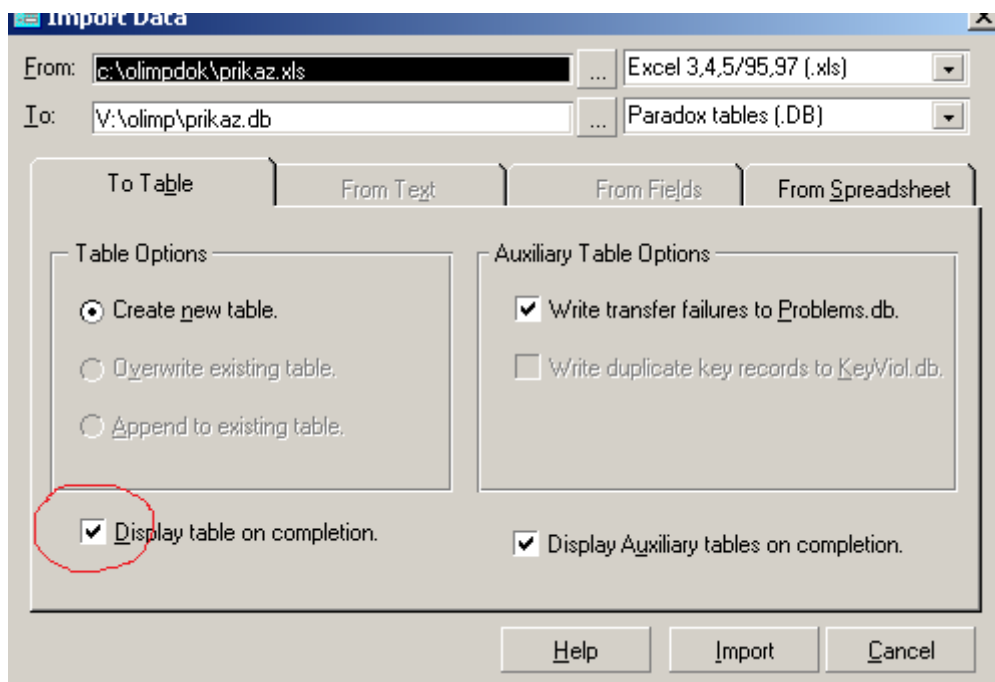 Import Data
From: c:\olimpdok\prikaz.xls ... Excel 3,4,5/95,97 (.xls)
To: V:\olimp\prikaz.db ... Paradox tables (.DB)
To Table From Text From Fields From Spreadsheet
Table Options
Create new table.
Overwrite existing table.
Append to existing table.
Auxiliary Table Options
Write transfer failures to Problems.db.
Write duplicate key records to KeyViol.db.
Display table on completion.
Display Auxiliary tables on completion.
Help Import Cancel